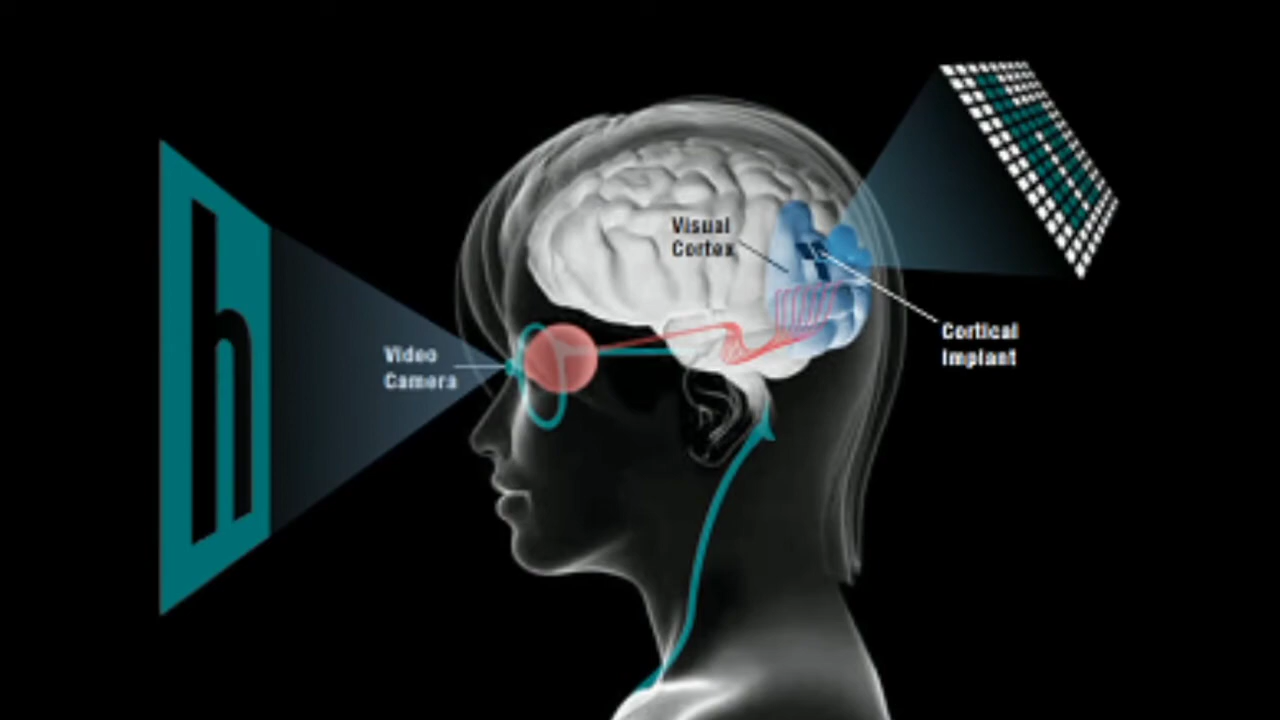 h
Visual
Cortex
Video
Camera
Cortical
Implant